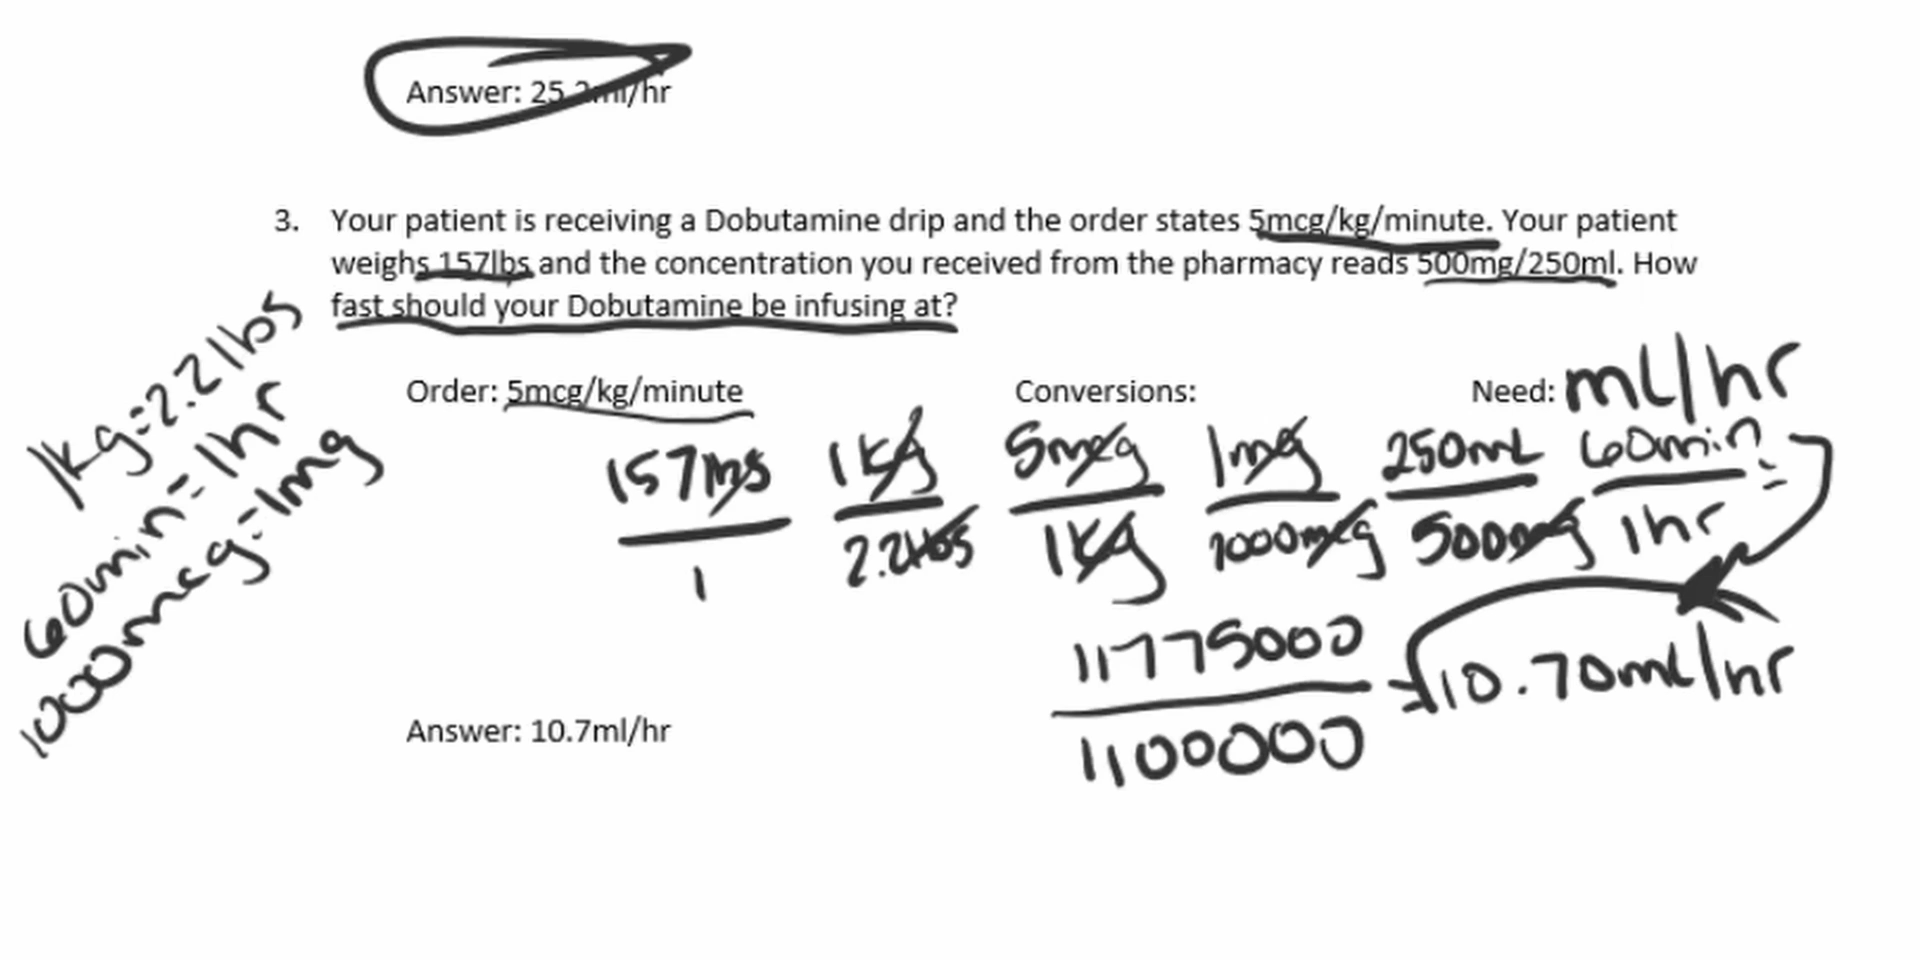 Answer: 25.2ml/hr
3. Your patient is receiving a Dobutamine drip and the order states 5mcg/kg/minute. Your patient
weighs 157lbs and the concentration you received from the pharmacy reads 500mg/250ml. How
fast should your Dobutamine be infusing at?
1kg=2.2lbs
60min=1hr
1000mcg=1mg
Order: 5mcg/kg/minute Conversions: Need: mL/hr
157lbs 1kg 5mcg 1mg 250mL 60min =
1 2.2lbs 1kg 1000mcg 500mg 1hr
11775000
1100000
=10.70mL/hr
Answer: 10.7ml/hr